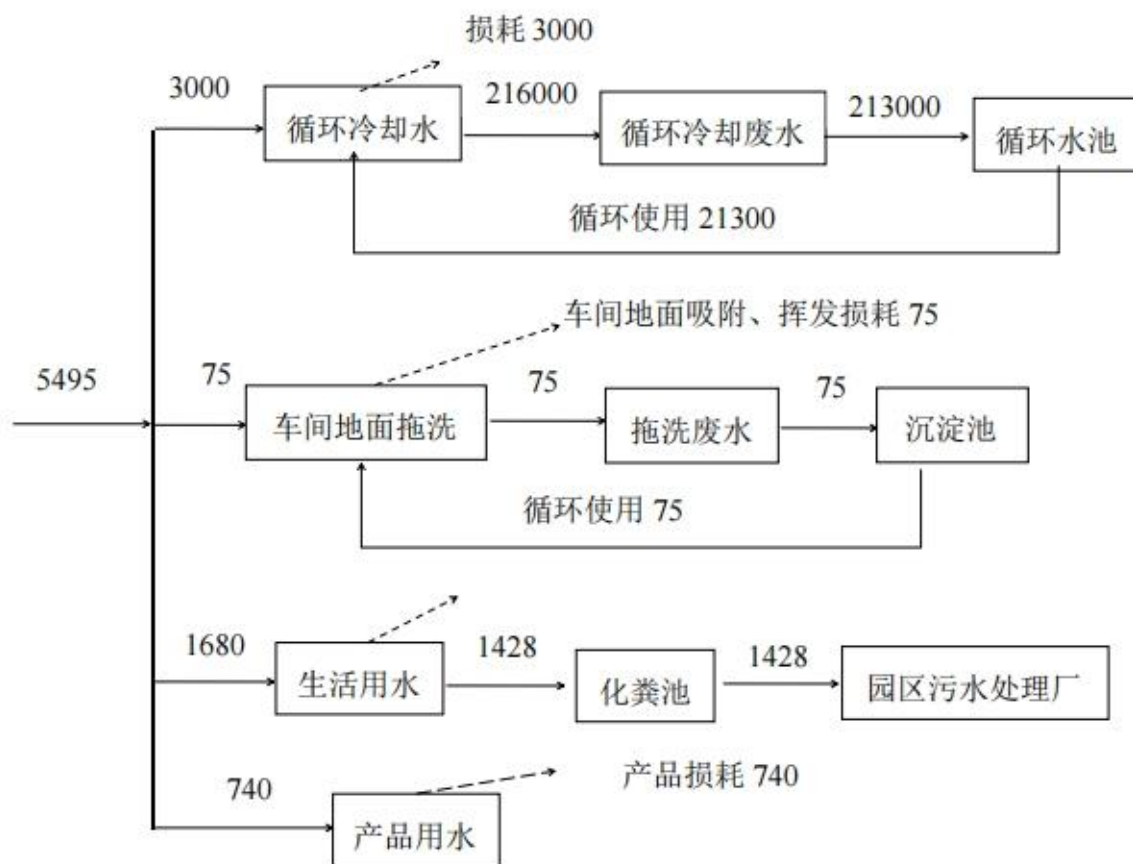 损耗 3000
3000
216000
213000
循环冷却水
循环冷却废水
循环水池
循环使用 21300
车间地面吸附、挥发损耗 75
5495
75
75
75
车间地面拖洗
拖洗废水
沉淀池
循环使用 75
1680
1428
1428
生活用水
化粪池
园区污水处理厂
产品损耗 740
740
产品用水